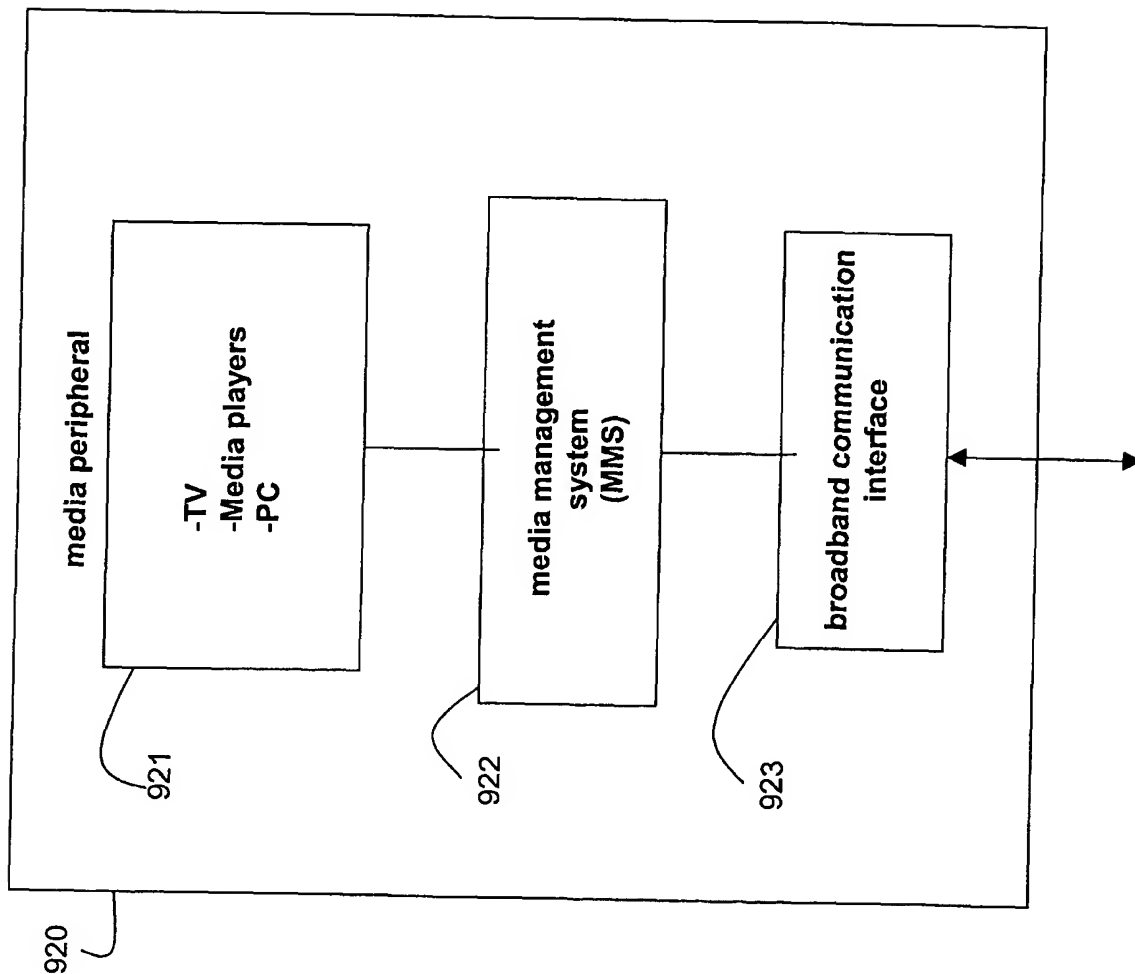 920
media peripheral
921
-TV
-Media players
-PC
922
media management
system
(MMS)
923
broadband communication
interface